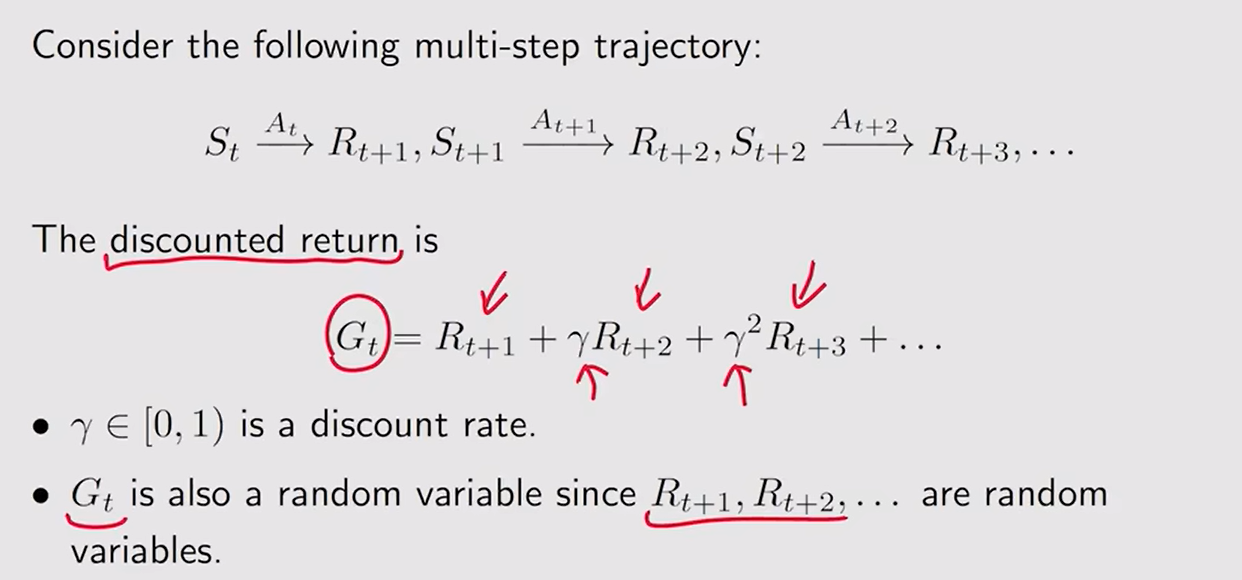 Consider the following multi-step trajectory:
S_t \xrightarrow{A_t} R_{t+1}, S_{t+1} \xrightarrow{A_{t+1}} R_{t+2}, S_{t+2} \xrightarrow{A_{t+2}} R_{t+3}, \dots
The discounted return is
G_t = R_{t+1} + \gamma R_{t+2} + \gamma^2 R_{t+3} + \dots
• \gamma \in [0, 1) is a discount rate.
• G_t is also a random variable since R_{t+1}, R_{t+2}, \dots are random
variables.